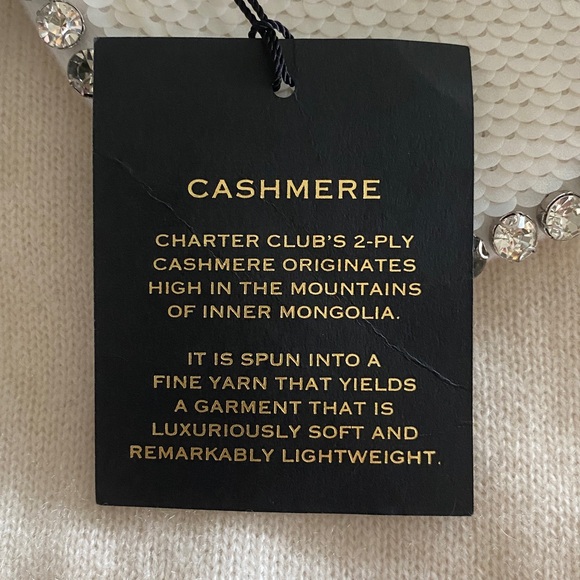 CASHMERE
CHARTER CLUB'S 2-PLY
CASHMERE ORIGINATES
HIGH IN THE MOUNTAINS
OF INNER MONGOLIA.
IT IS SPUN INTO A
FINE YARN THAT YIELDS
A GARMENT THAT IS
LUXURIOUSLY SOFT AND
REMARKABLY LIGHTWEIGHT.